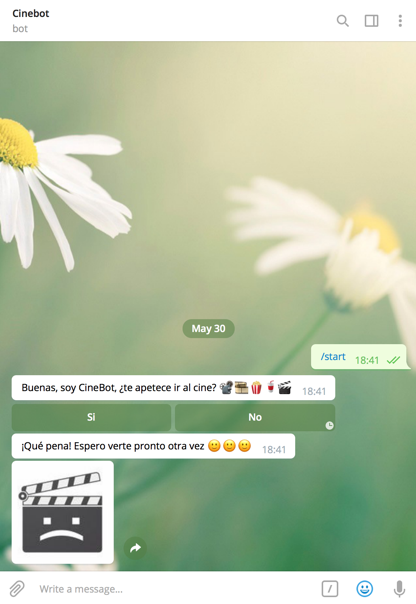 Cinebot
bot
May 30
/start 18:41
Buenas, soy CineBot, ¿te apetece ir al cine? 📽🎟🍿🍹🎬 18:41
Si No
¡Qué pena! Espero verte pronto otra vez 🙂🙂🙂 18:41
Write a message...
/